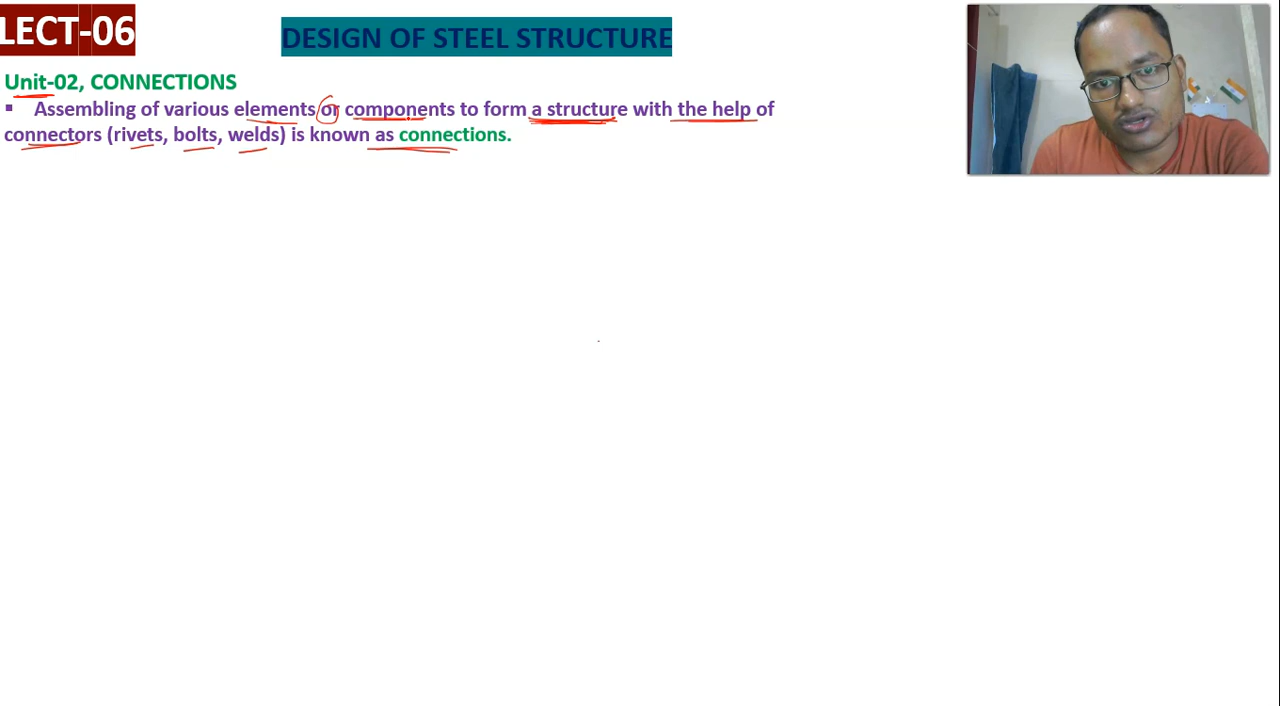 LECT-06
DESIGN OF STEEL STRUCTURE
Unit-02, CONNECTIONS
▪ Assembling of various elements or components to form a structure with the help of
connectors (rivets, bolts, welds) is known as connections.